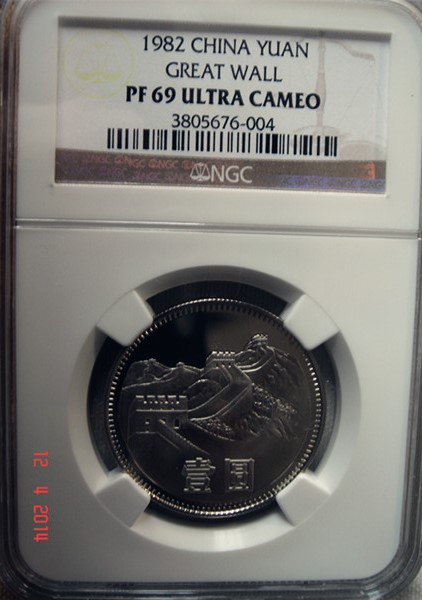 1982 CHINA YUAN
GREAT WALL
PF 69 ULTRA CAMEO
3805676-004
NGC
壹圆
12 4 2014